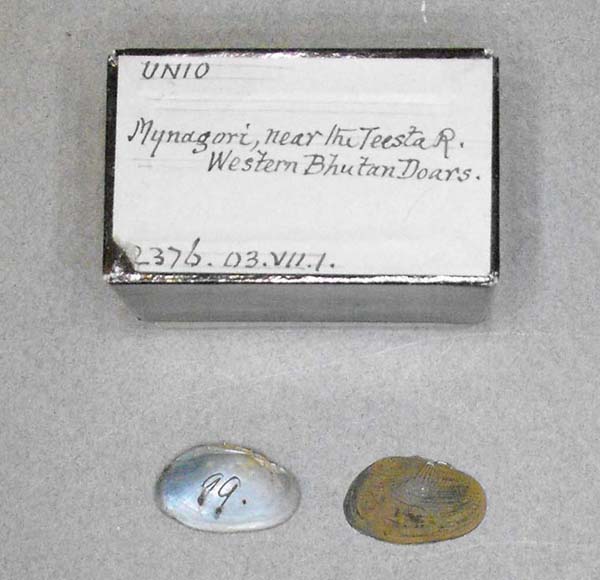 UNIO
Mynagori, near the Teesta R.
Western Bhutan Doars.
2376. 03.VII.1.
99.